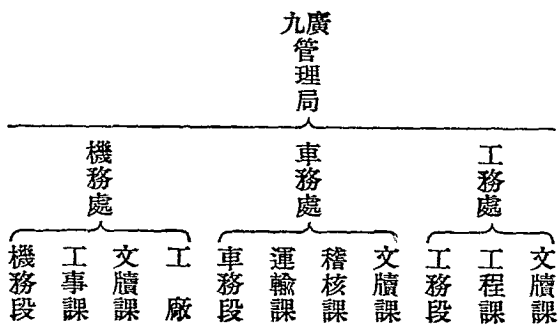 廣九管理局
工務處
文牘課
工程課
工務段
車務處
文牘課
稽核課
運輸課
車務段
機務處
工廠
文牘課
工事課
機務段